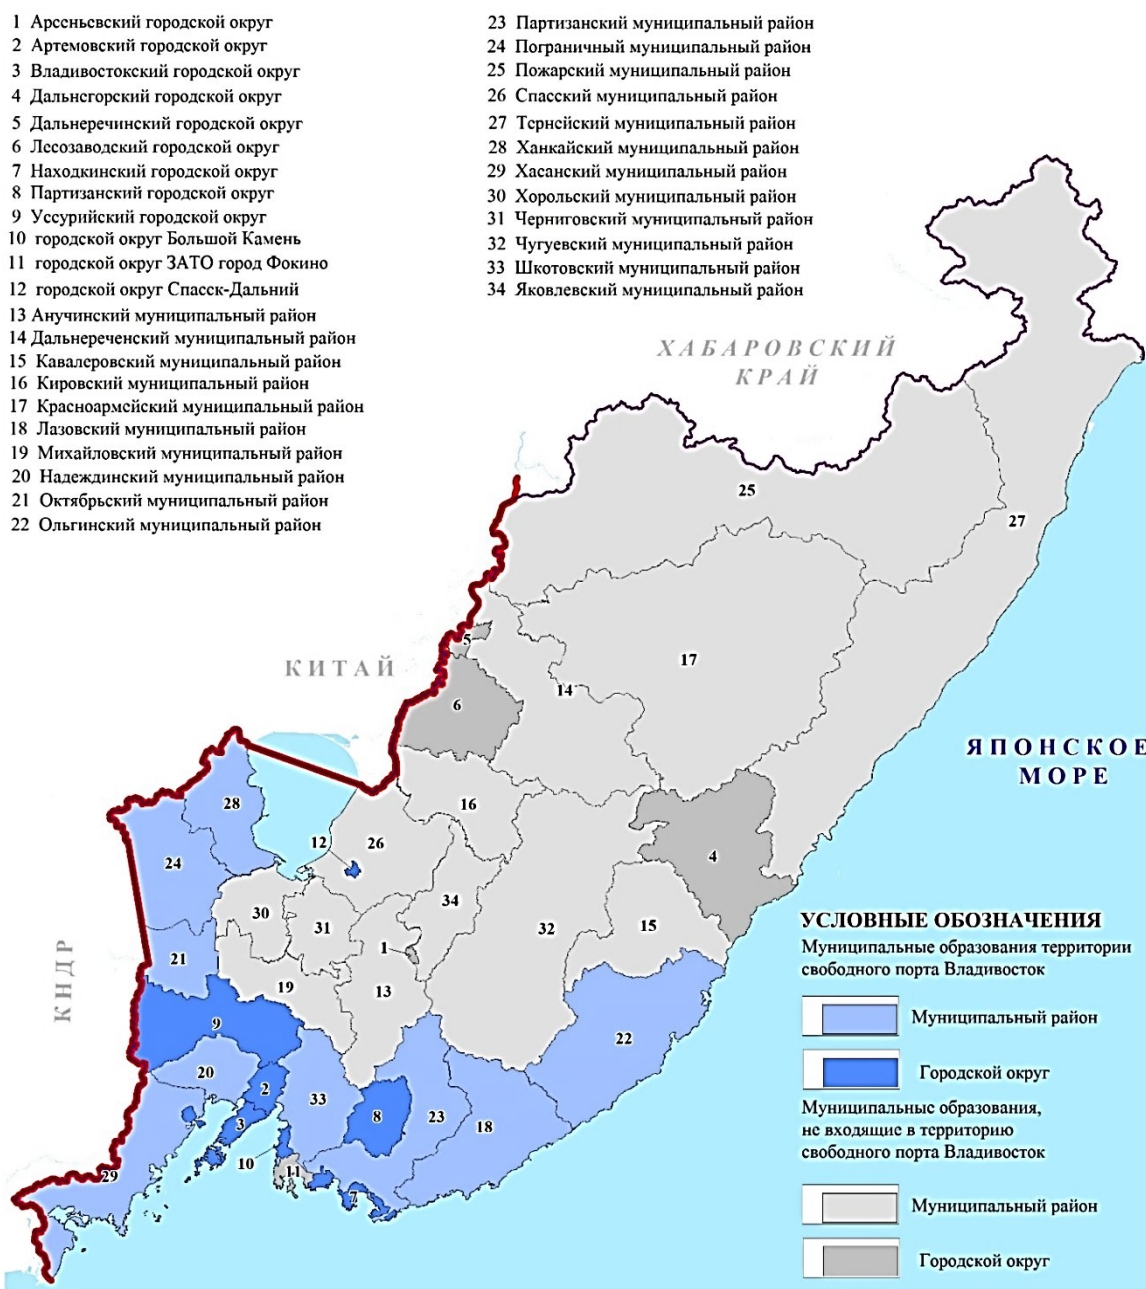 1 Арсеньевский городской округ
2 Артемовский городской округ
3 Владивостокский городской округ
4 Дальнегорский городской округ
5 Дальнеречинский городской округ
6 Лесозаводский городской округ
7 Находкинский городской округ
8 Партизанский городской округ
9 Уссурийский городской округ
10 городской округ Большой Камень
11 городской округ ЗАТО город Фокино
12 городской округ Спасск-Дальний
13 Анучинский муниципальный район
14 Дальнереченский муниципальный район
15 Кавалеровский муниципальный район
16 Кировский муниципальный район
17 Красноармейский муниципальный район
18 Лазовский муниципальный район
19 Михайловский муниципальный район
20 Надеждинский муниципальный район
21 Октябрьский муниципальный район
22 Ольгинский муниципальный район
23 Партизанский муниципальный район
24 Пограничный муниципальный район
25 Пожарский муниципальный район
26 Спасский муниципальный район
27 Тернейский муниципальный район
28 Ханкайский муниципальный район
29 Хасанский муниципальный район
30 Хорольский муниципальный район
31 Черниговский муниципальный район
32 Чугуевский муниципальный район
33 Шкотовский муниципальный район
34 Яковлевский муниципальный район
ХАБАРОВСКИЙ
КРАЙ
25
27
5
КИТАЙ
17
14
6
ЯПОНСКОЕ
МОРЕ
28
16
12
26
24
4
34
30
31
32
15
1
21
КНДР
19
13
9
22
20
2
33
8
23
3
18
10
29
11
7
УСЛОВНЫЕ ОБОЗНАЧЕНИЯ
Муниципальные образования территории
свободного порта Владивосток
Муниципальный район
Городской округ
Муниципальные образования,
не входящие в территорию
свободного порта Владивосток
Муниципальный район
Городской округ